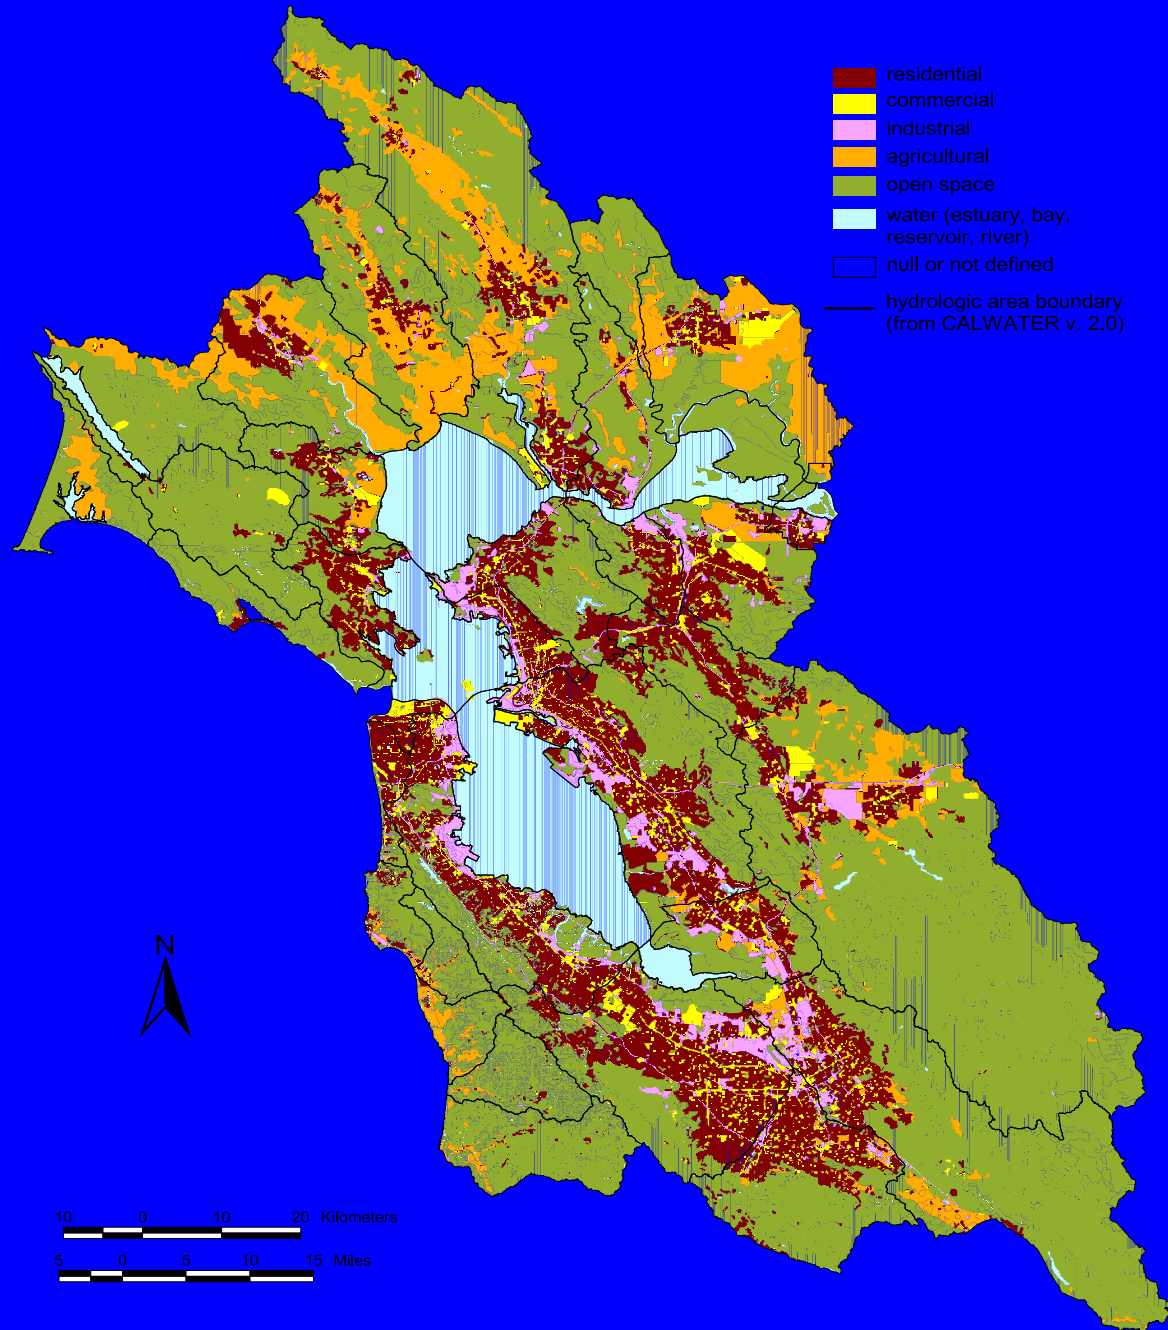 residential
commercial
industrial
agricultural
open space
water (estuary, bay,
reservoir, river)
null or not defined
hydrologic area boundary
(from CALWATER v. 2.0)
N
10 0 10 20 Kilometers
5 0 5 10 15 Miles